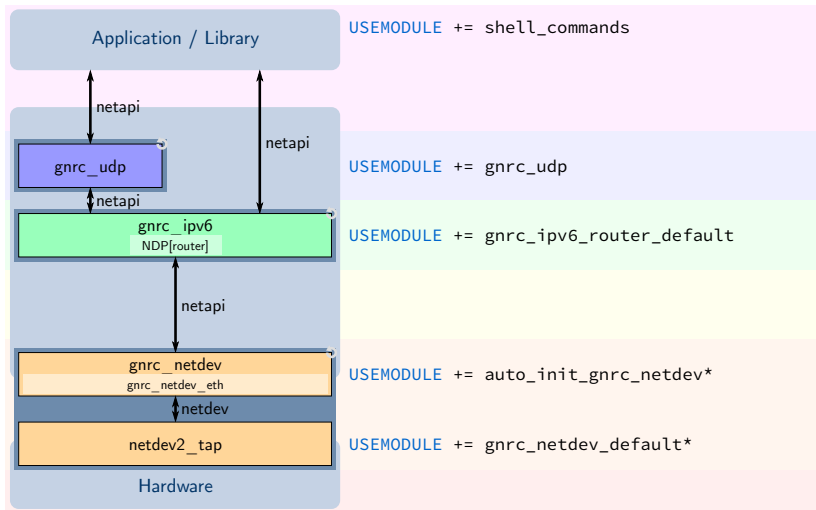 Application / Library
USEMODULE += shell_commands
netapi
netapi
gnrc_udp
USEMODULE += gnrc_udp
netapi
gnrc_ipv6
NDP[router]
USEMODULE += gnrc_ipv6_router_default
netapi
gnrc_netdev
gnrc_netdev_eth
USEMODULE += auto_init_gnrc_netdev*
netdev
netdev2_tap
USEMODULE += gnrc_netdev_default*
Hardware